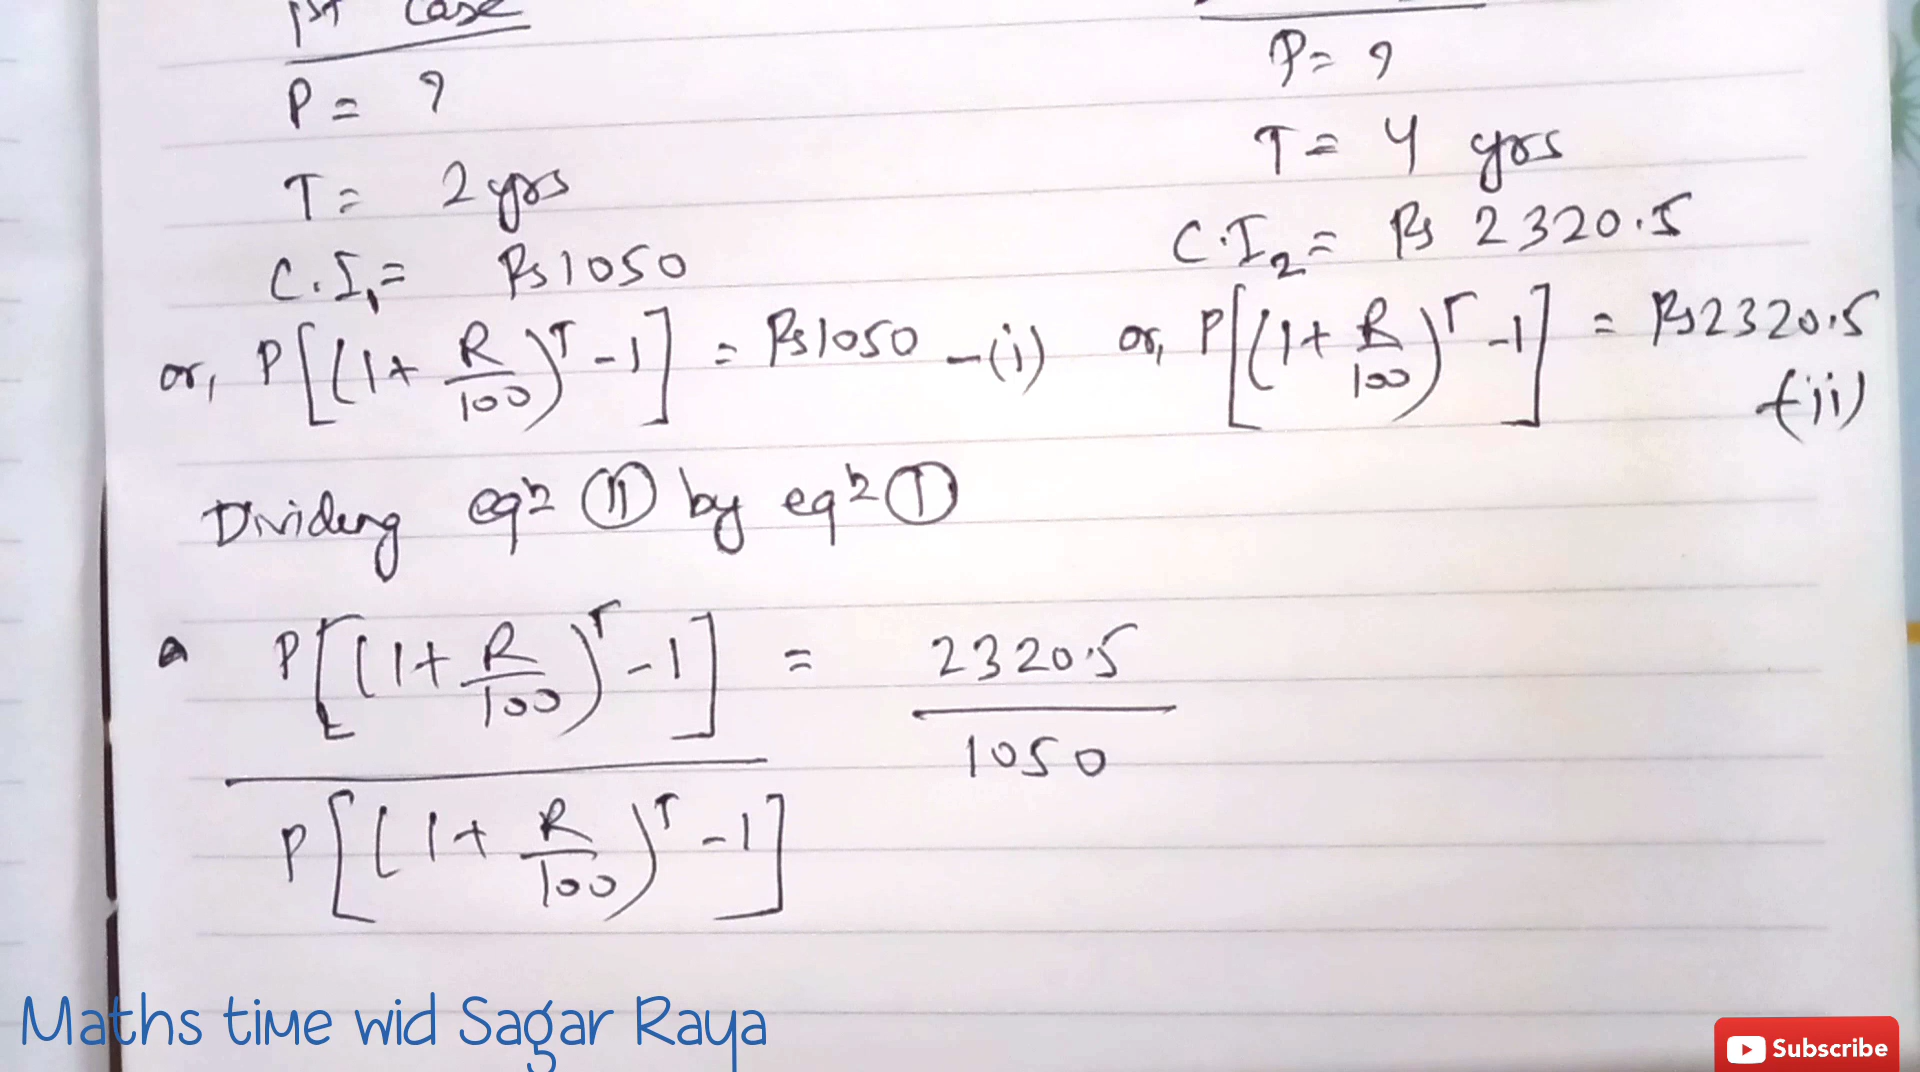 1st case
P = ?
P = ?
T = 4 yrs
T = 2 yrs
C.I₂ = Rs 2320.5
C.I₁ = Rs 1050
or, P[(1+R/100)^T -1] = Rs 1050 -(i) or, P[(1+R/100)^T -1] = Rs 2320.5
-(ii)
Dividing eqⁿ (II) by eqⁿ (I)
P[(1+R/100)^T -1] = 2320.5
P[(1+R/100)^T -1] 1050
Maths time wid Sagar Raya
Subscribe